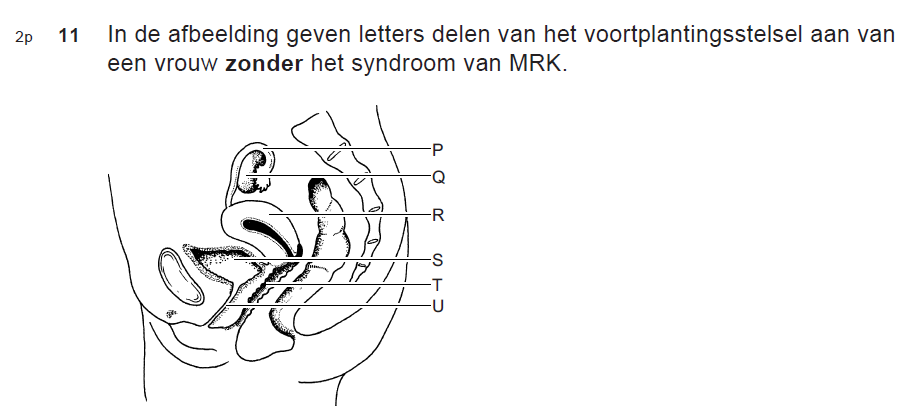 2p 11 In de afbeelding geven letters delen van het voortplantingsstelsel aan van
een vrouw zonder het syndroom van MRK.
P
Q
R
S
T
U